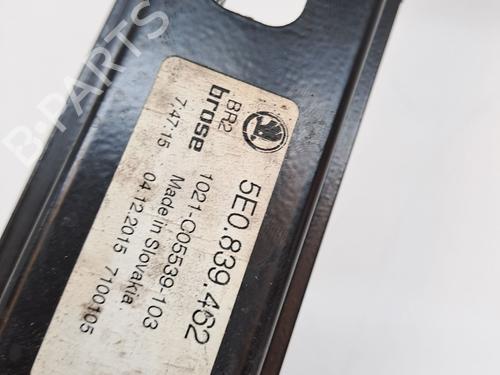 5E0.839.462
BR2
brose
1021-C05539-103
Made in Slovakia.
7:47:15 04.12.2015 7100105
B-PARTS